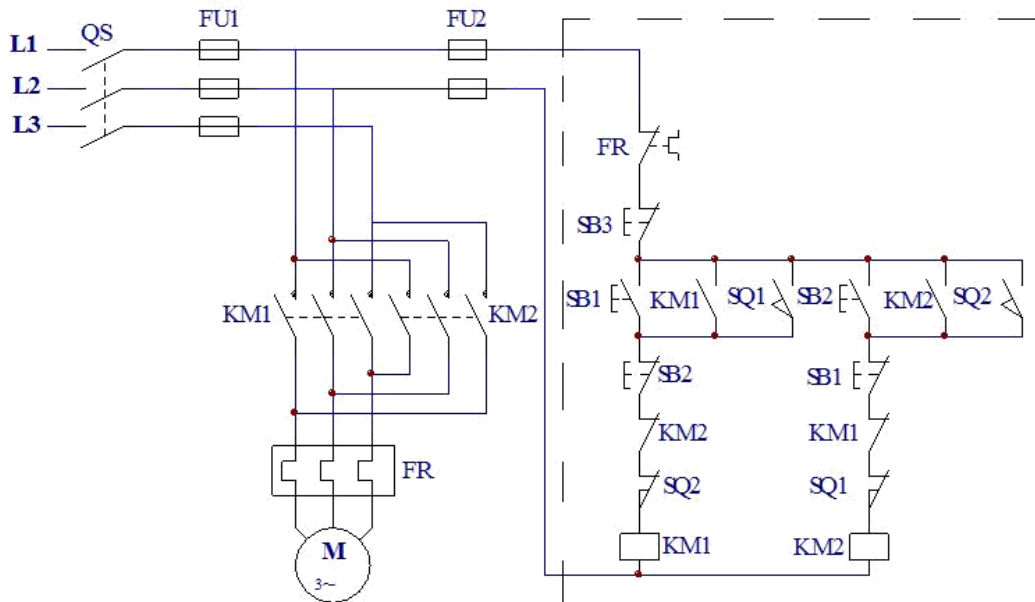 FU1 FU2
QS
L1
L2
L3
FR
SB3
SB1 KM1 SQ1 SB2 KM2 SQ2
KM1 KM2
SB2 SB1
KM2 KM1
FR
SQ2 SQ1
KM1 KM2
M
3~